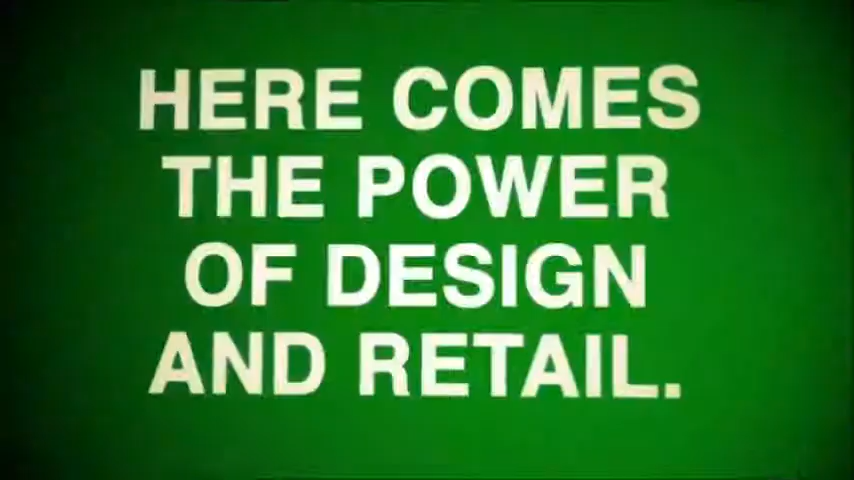 HERE COMES
THE POWER
OF DESIGN
AND RETAIL.